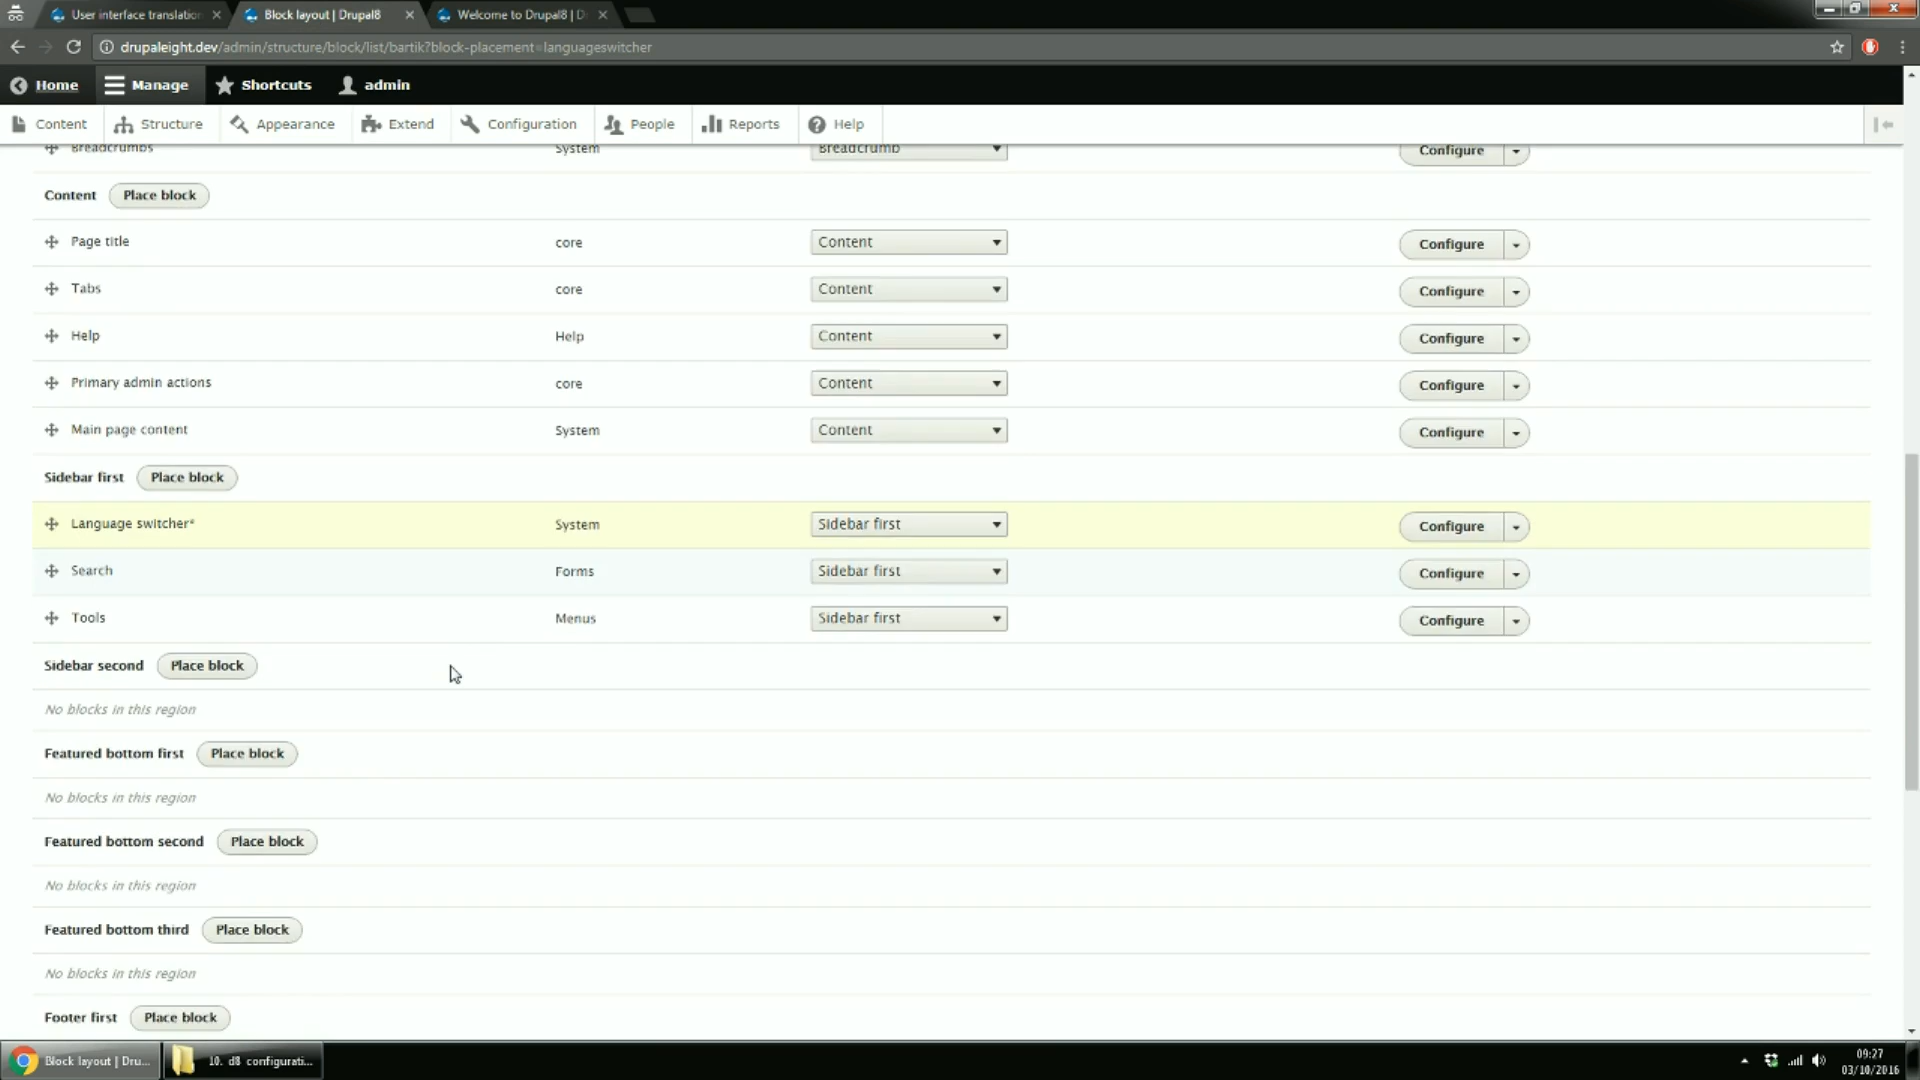 User interface translation
Block layout | Drupal8
Welcome to Drupal8 | D
drupaleight.dev/admin/structure/block/list/bartik?block-placement=languageswitcher
Home Manage Shortcuts admin
Content Structure Appearance Extend Configuration People Reports Help
Breadcrumbs System Breadcrumb Configure
Content Place block
Page title core Content Configure
Tabs core Content Configure
Help Help Content Configure
Primary admin actions core Content Configure
Main page content System Content Configure
Sidebar first Place block
Language switcher* System Sidebar first Configure
Search Forms Sidebar first Configure
Tools Menus Sidebar first Configure
Sidebar second Place block
No blocks in this region
Featured bottom first Place block
No blocks in this region
Featured bottom second Place block
No blocks in this region
Featured bottom third Place block
No blocks in this region
Footer first Place block
Block layout | Dru...
10. d8 configurati...
09:27
03/10/2016